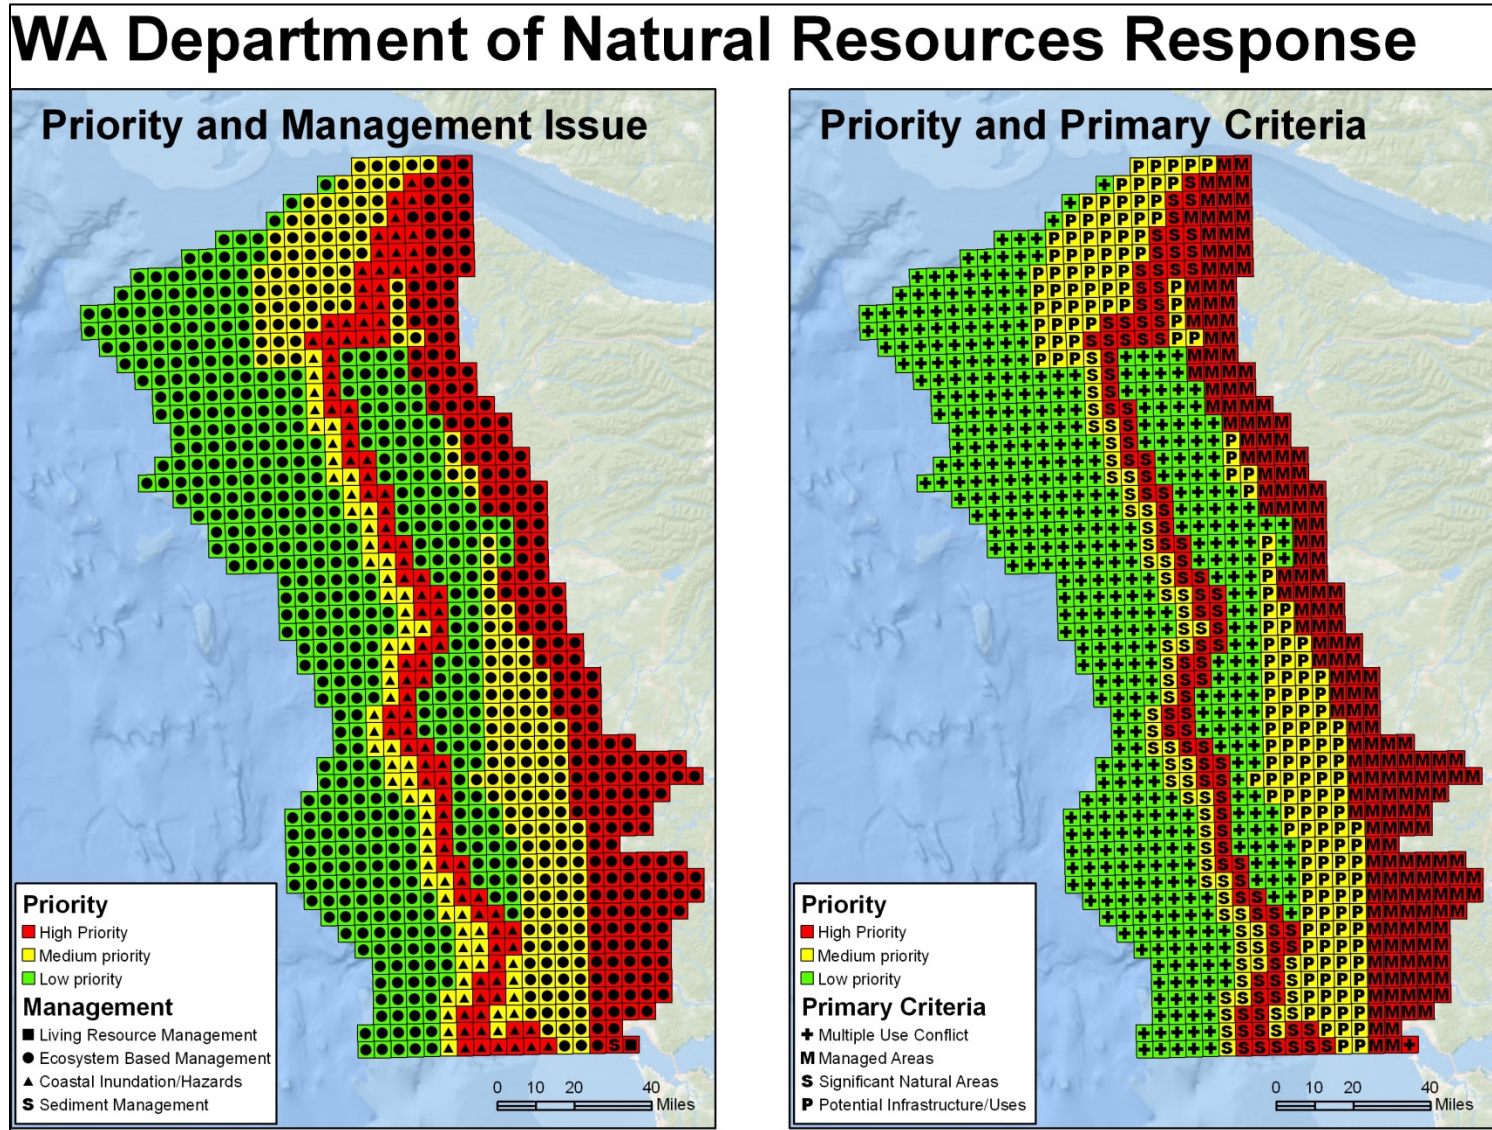 WA Department of Natural Resources Response
Priority and Management Issue
Priority
High Priority
Medium priority
Low priority
Management
Living Resource Management
Ecosystem Based Management
Coastal Inundation/Hazards
S Sediment Management
0 10 20 40
Miles
Priority and Primary Criteria
Priority
High Priority
Medium priority
Low priority
Primary Criteria
+ Multiple Use Conflict
M Managed Areas
S Significant Natural Areas
P Potential Infrastructure/Uses
0 10 20 40
Miles